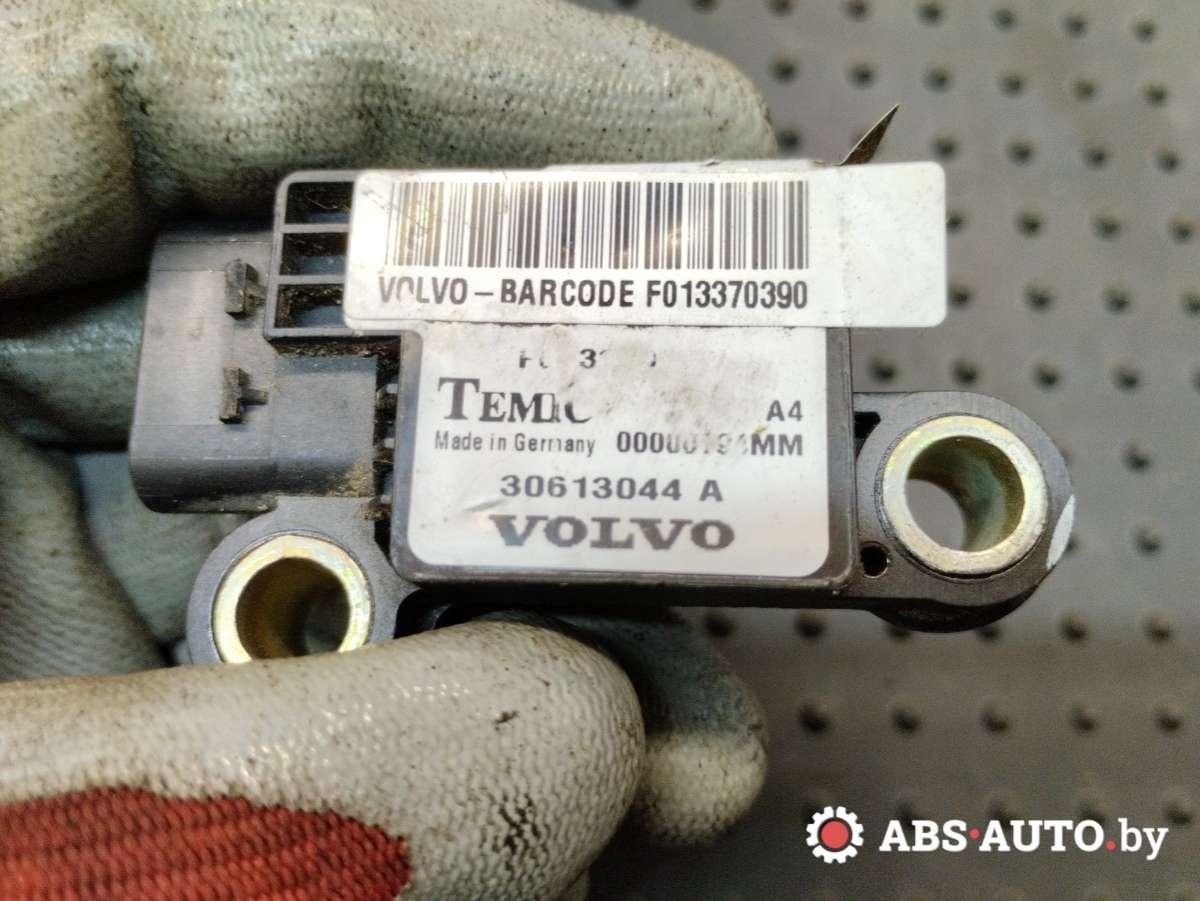 VOLVO – BARCODE F013370390
TEMIC A4
Made in Germany
30613044 A
VOLVO
ABS·AUTO.by